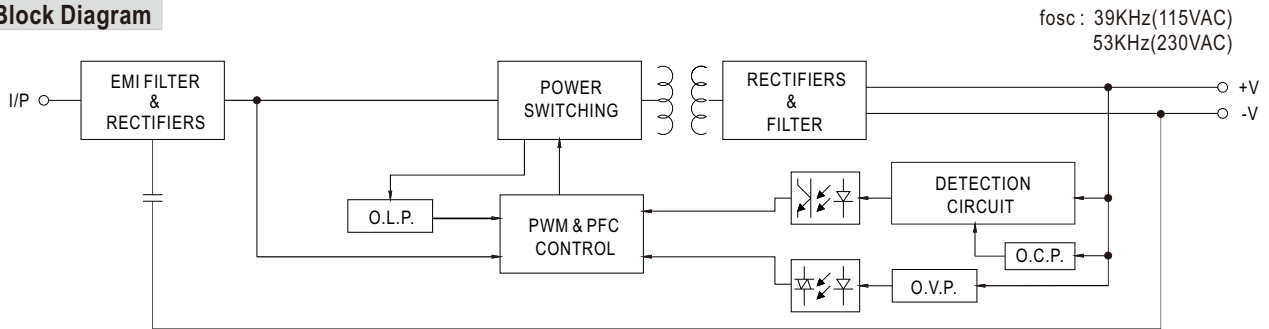 Block Diagram
fosc : 39KHz(115VAC)
53KHz(230VAC)
I/P
EMI FILTER
&
RECTIFIERS
POWER
SWITCHING
RECTIFIERS
&
FILTER
+V
-V
O.L.P.
PWM & PFC
CONTROL
DETECTION
CIRCUIT
O.C.P.
O.V.P.